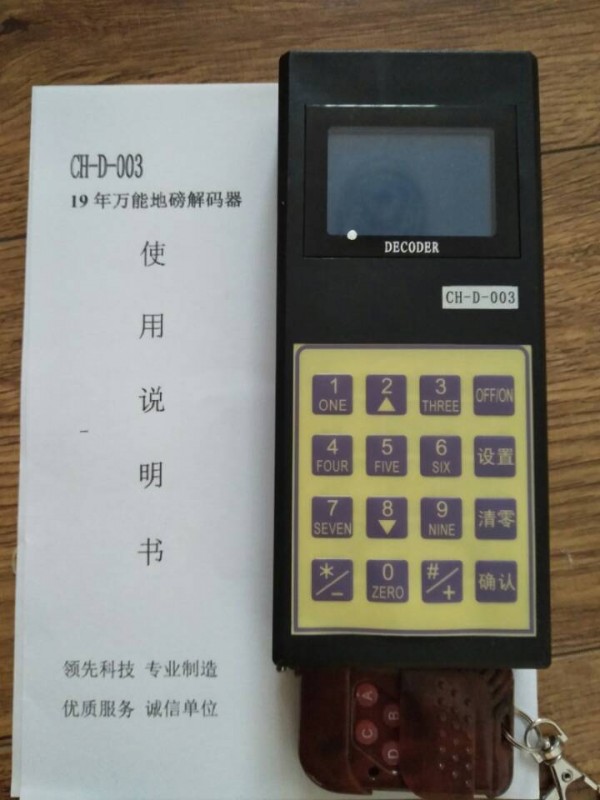 CH-D-003
19年万能地磅解码器
使
用
说
明
书
领先科技 专业制造
优质服务 诚信单位
DECODER
CH-D-003
1 2 3 OFF/ON
ONE ▲ THREE
4 5 6 设置
FOUR FIVE SIX
7 8 9 清零
SEVEN ▼ NINE
*/- 0 #/+ 确认
ZERO
A
B
C
D